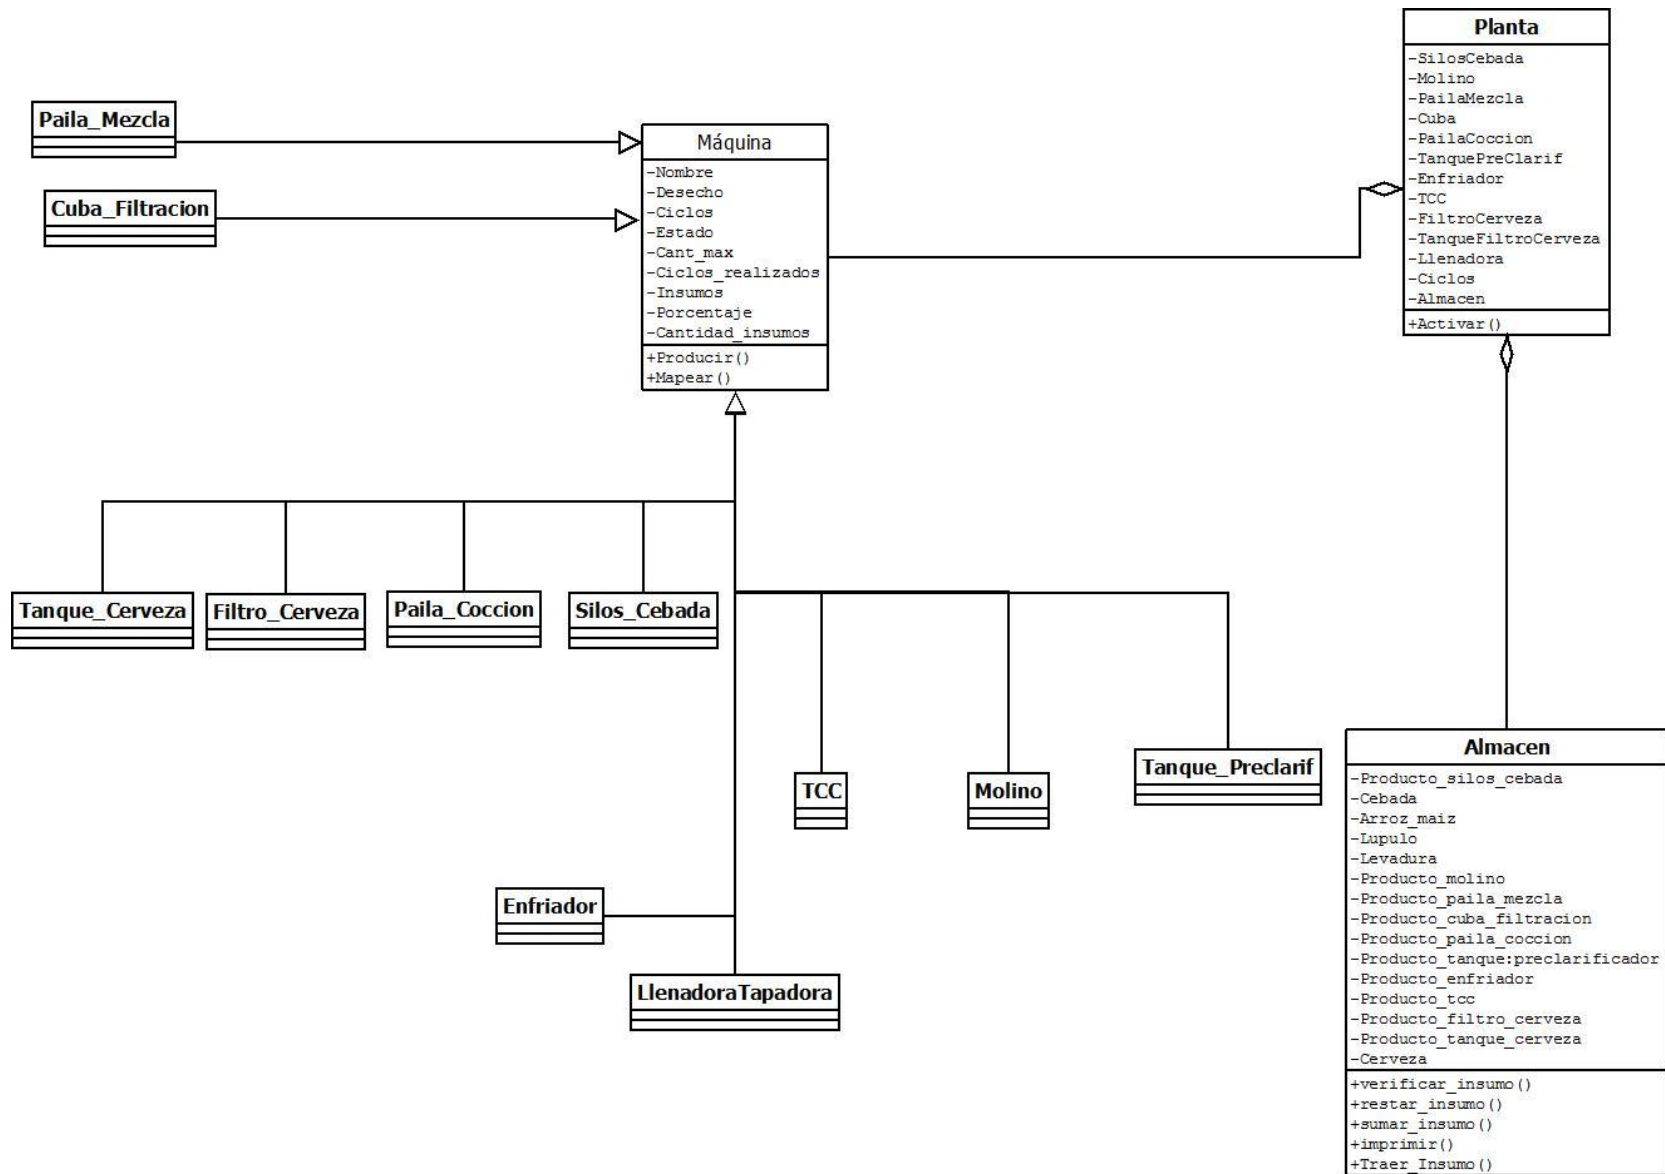 Planta
-SilosCebada
-Molino
-PailaMezcla
-Cuba
-PailaCoccion
-TanquePreClarif
-Enfriador
-TCC
-FiltroCerveza
-TanqueFiltroCerveza
-Llenadora
-Ciclos
-Almacen
+Activar()
Paila_Mezcla
Cuba_Filtracion
Máquina
-Nombre
-Desecho
-Ciclos
-Estado
-Cant_max
-Ciclos_realizados
-Insumos
-Porcentaje
-Cantidad_insumos
+Producir()
+Mapear()
Tanque_Cerveza
Filtro_Cerveza
Paila_Coccion
Silos_Cebada
TCC
Molino
Tanque_Preclarif
Enfriador
LlenadoraTapadora
Almacen
-Producto_silos_cebada
-Cebada
-Arroz_maiz
-Lupulo
-Levadura
-Producto_molino
-Producto_paila_mezcla
-Producto_cuba_filtracion
-Producto_paila_coccion
-Producto_tanque:preclarificador
-Producto_enfriador
-Producto_tcc
-Producto_filtro_cerveza
-Producto_tanque_cerveza
-Cerveza
+verificar_insumo()
+restar_insumo()
+sumar_insumo()
+imprimir()
+Traer_Insumo()